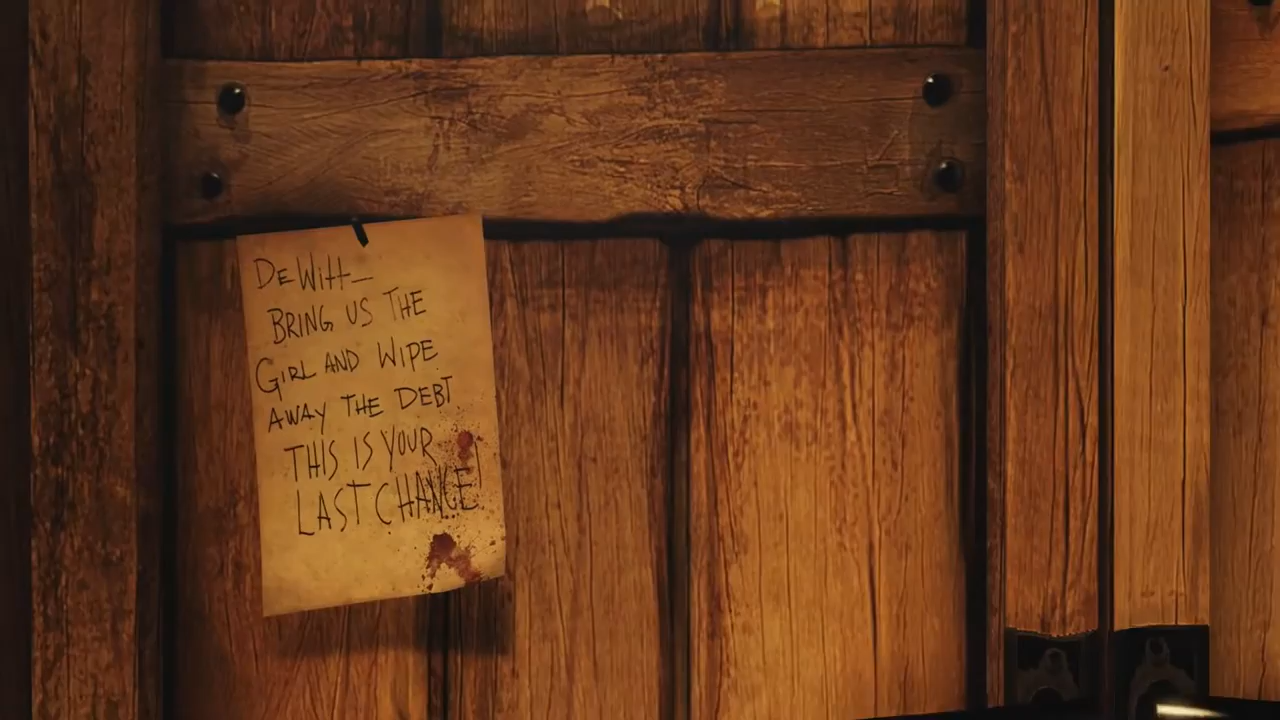 DeWitt—
BRING US THE
GIRL AND WIPE
AWAY THE DEBT
THIS IS YOUR
LAST CHANCE!